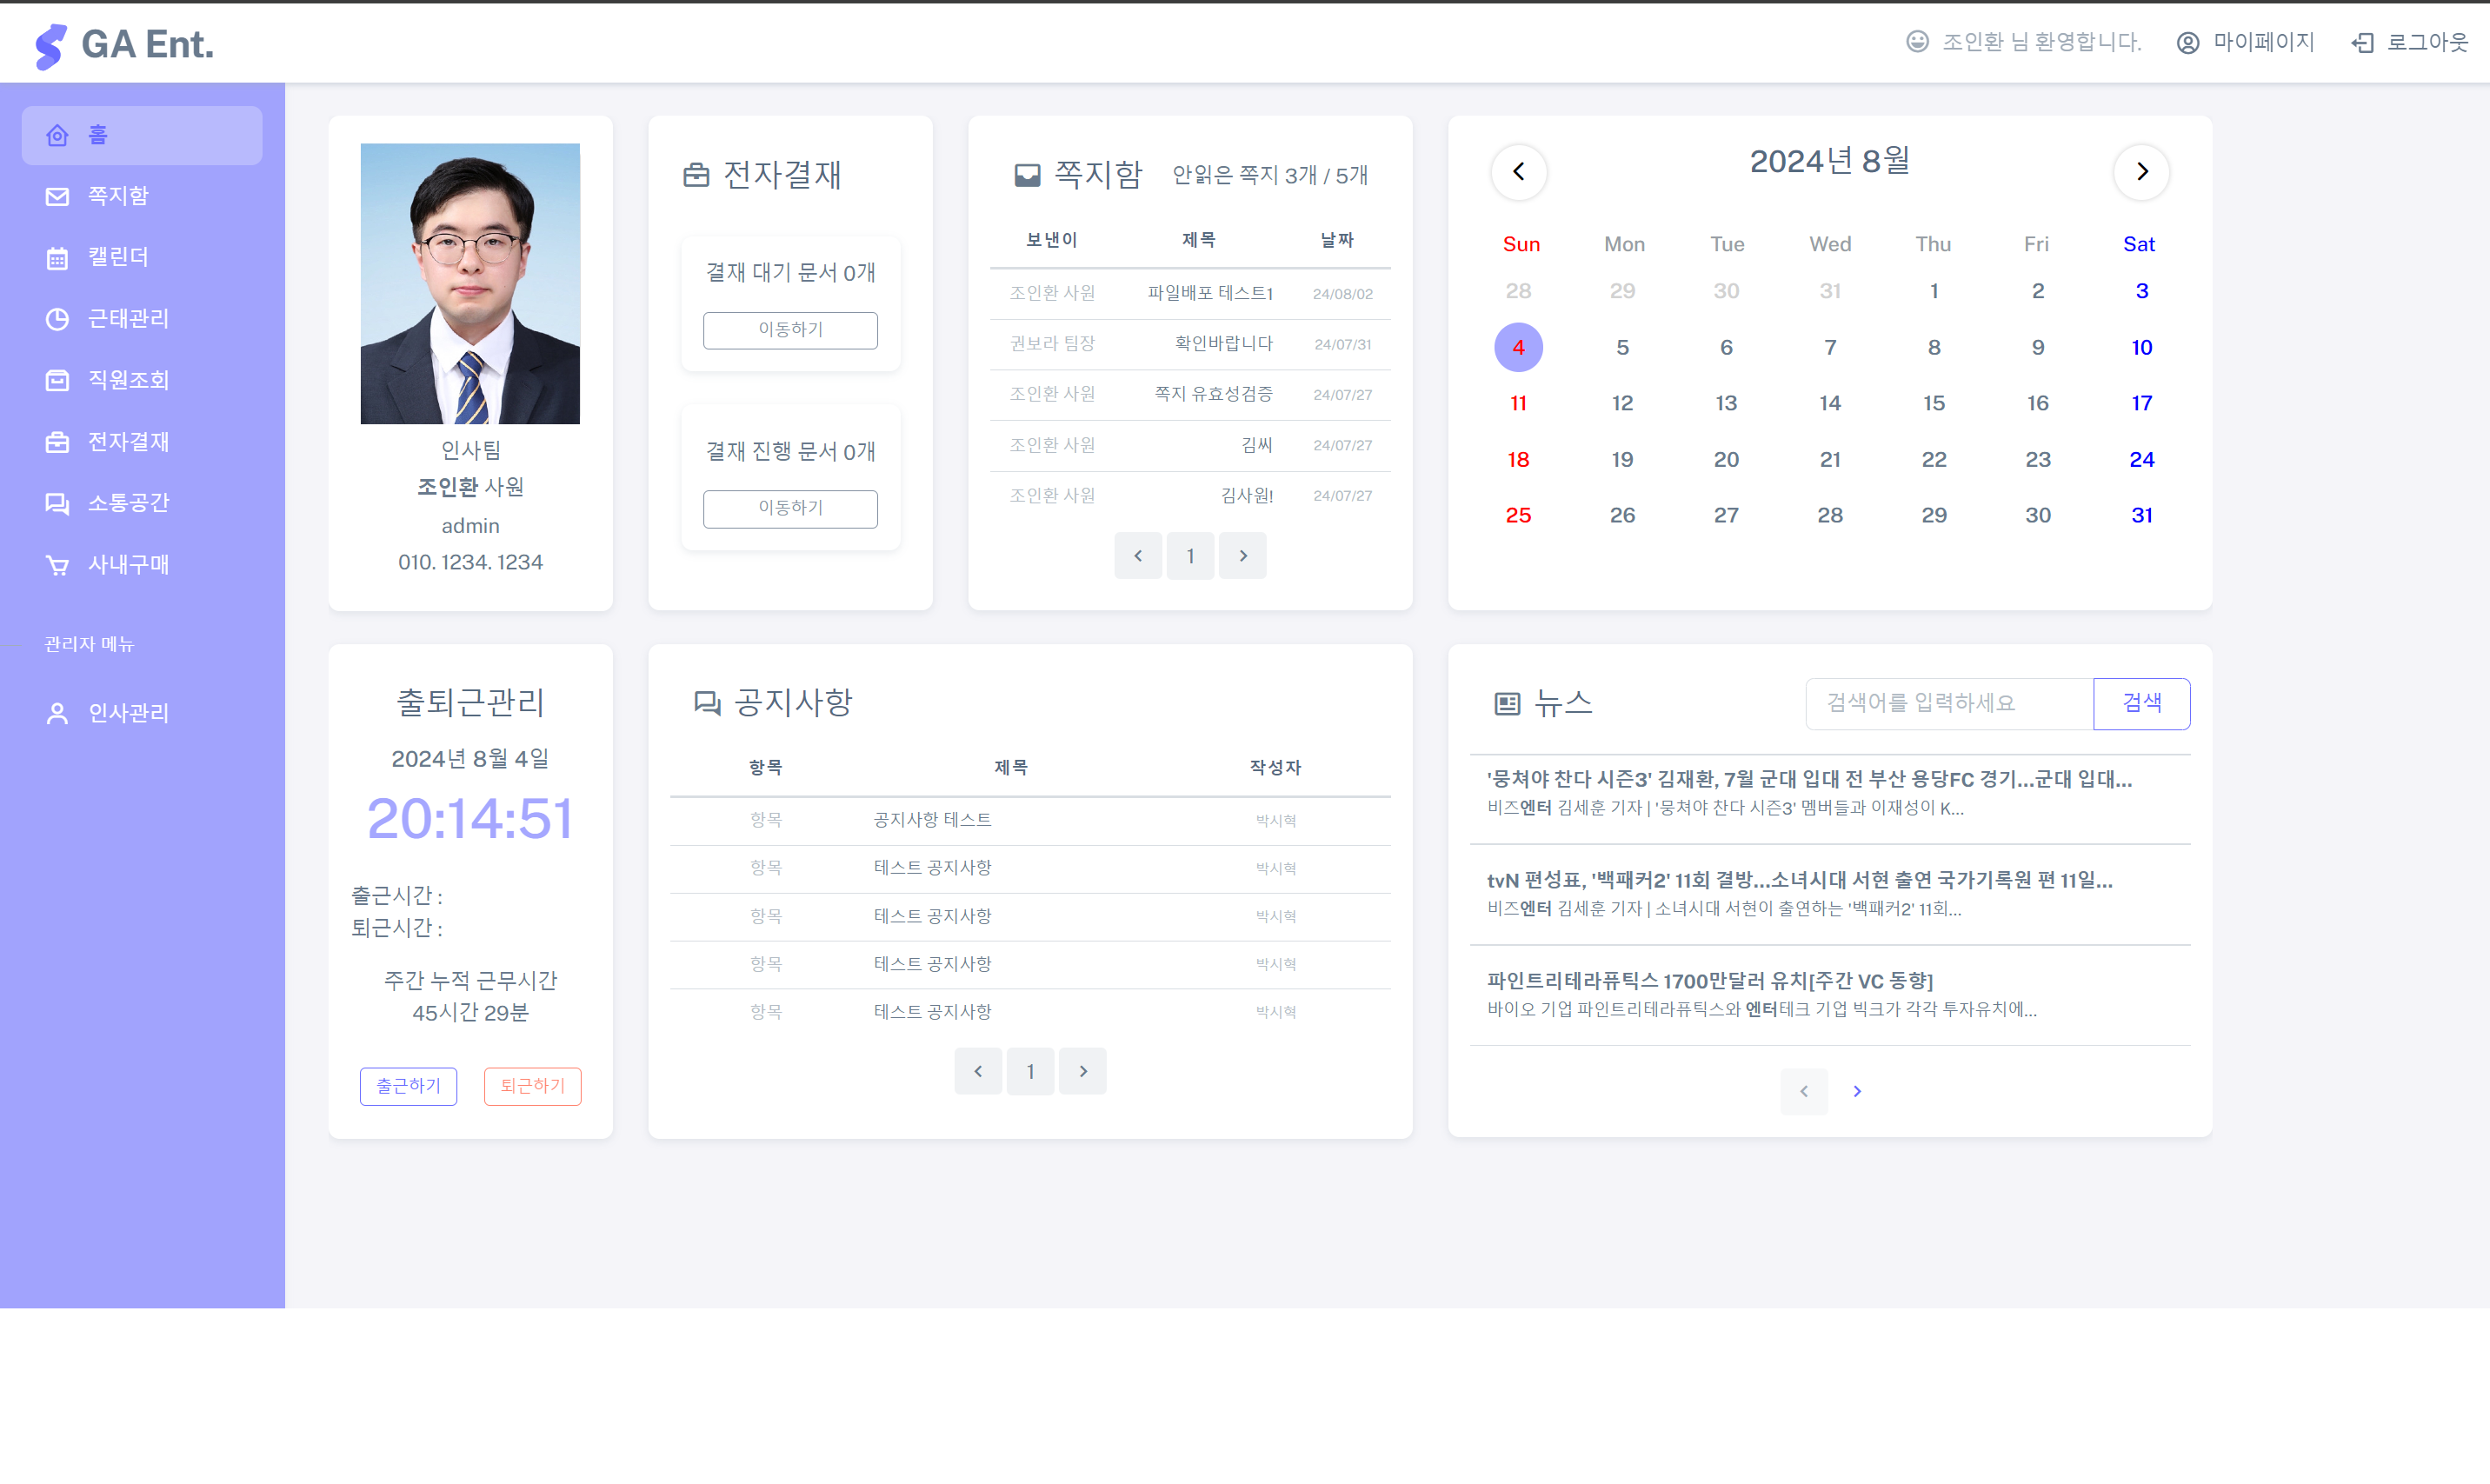 GA Ent.
조인환 님 환영합니다.
마이페이지
로그아웃
홈
쪽지함
캘린더
근태관리
직원조회
전자결재
소통공간
사내구매
관리자 메뉴
인사관리
인사팀
조인환 사원
admin
010. 1234. 1234
전자결재
결재 대기 문서 0개
이동하기
결재 진행 문서 0개
이동하기
쪽지함 안읽은 쪽지 3개 / 5개
보낸이 제목 날짜
조인환 사원 파일배포 테스트1 24/08/02
권보라 팀장 확인바랍니다 24/07/31
조인환 사원 쪽지 유효성검증 24/07/27
조인환 사원 김씨 24/07/27
조인환 사원 김사원! 24/07/27
1
2024년 8월
Sun Mon Tue Wed Thu Fri Sat
28 29 30 31 1 2 3
4 5 6 7 8 9 10
11 12 13 14 15 16 17
18 19 20 21 22 23 24
25 26 27 28 29 30 31
출퇴근관리
2024년 8월 4일
20:14:51
출근시간 :
퇴근시간 :
주간 누적 근무시간
45시간 29분
출근하기 퇴근하기
공지사항
항목 제목 작성자
항목 공지사항 테스트 박시혁
항목 테스트 공지사항 박시혁
항목 테스트 공지사항 박시혁
항목 테스트 공지사항 박시혁
항목 테스트 공지사항 박시혁
1
뉴스 검색어를 입력하세요 검색
'뭉쳐야 찬다 시즌3' 김재환, 7월 군대 입대 전 부산 용당FC 경기...군대 입대...
비즈엔터 김세훈 기자 | '뭉쳐야 찬다 시즌3' 멤버들과 이재성이 K...
tvN 편성표, '백패커2' 11회 결방...소녀시대 서현 출연 국가기록원 편 11일...
비즈엔터 김세훈 기자 | 소녀시대 서현이 출연하는 '백패커2' 11회...
파인트리테라퓨틱스 1700만달러 유치[주간 VC 동향]
바이오 기업 파인트리테라퓨틱스와 엔터테크 기업 빅크가 각각 투자유치에...